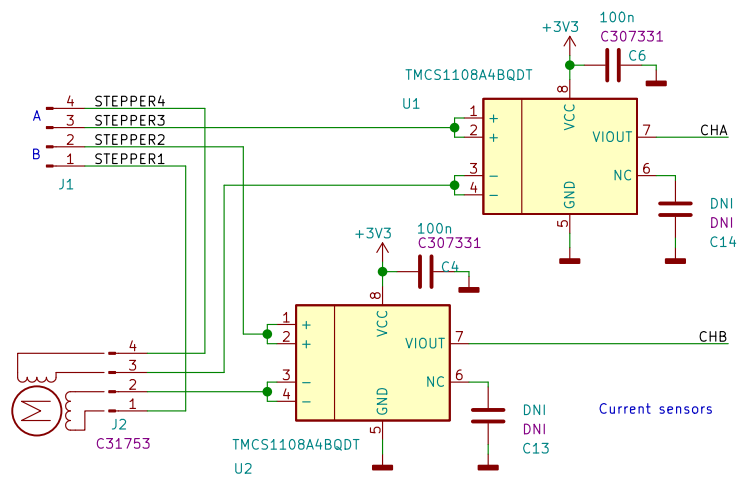 100n
+3V3
C307331
C6
TMCS1108A4BQDT
U1
8
VCC
4 STEPPER4
A
3 STEPPER3
2 STEPPER2
B
1 STEPPER1
J1
1 +
2 +
VIOUT 7 CHA
3 −
NC 6
4 −
GND
5
DNI
DNI
C14
100n
+3V3
C307331
C4
8
VCC
1 +
2 +
VIOUT 7 CHB
3 −
NC 6
4 −
GND
5
4
3
2
1
M
J2
C31753
DNI
DNI
C13
Current sensors
TMCS1108A4BQDT
U2